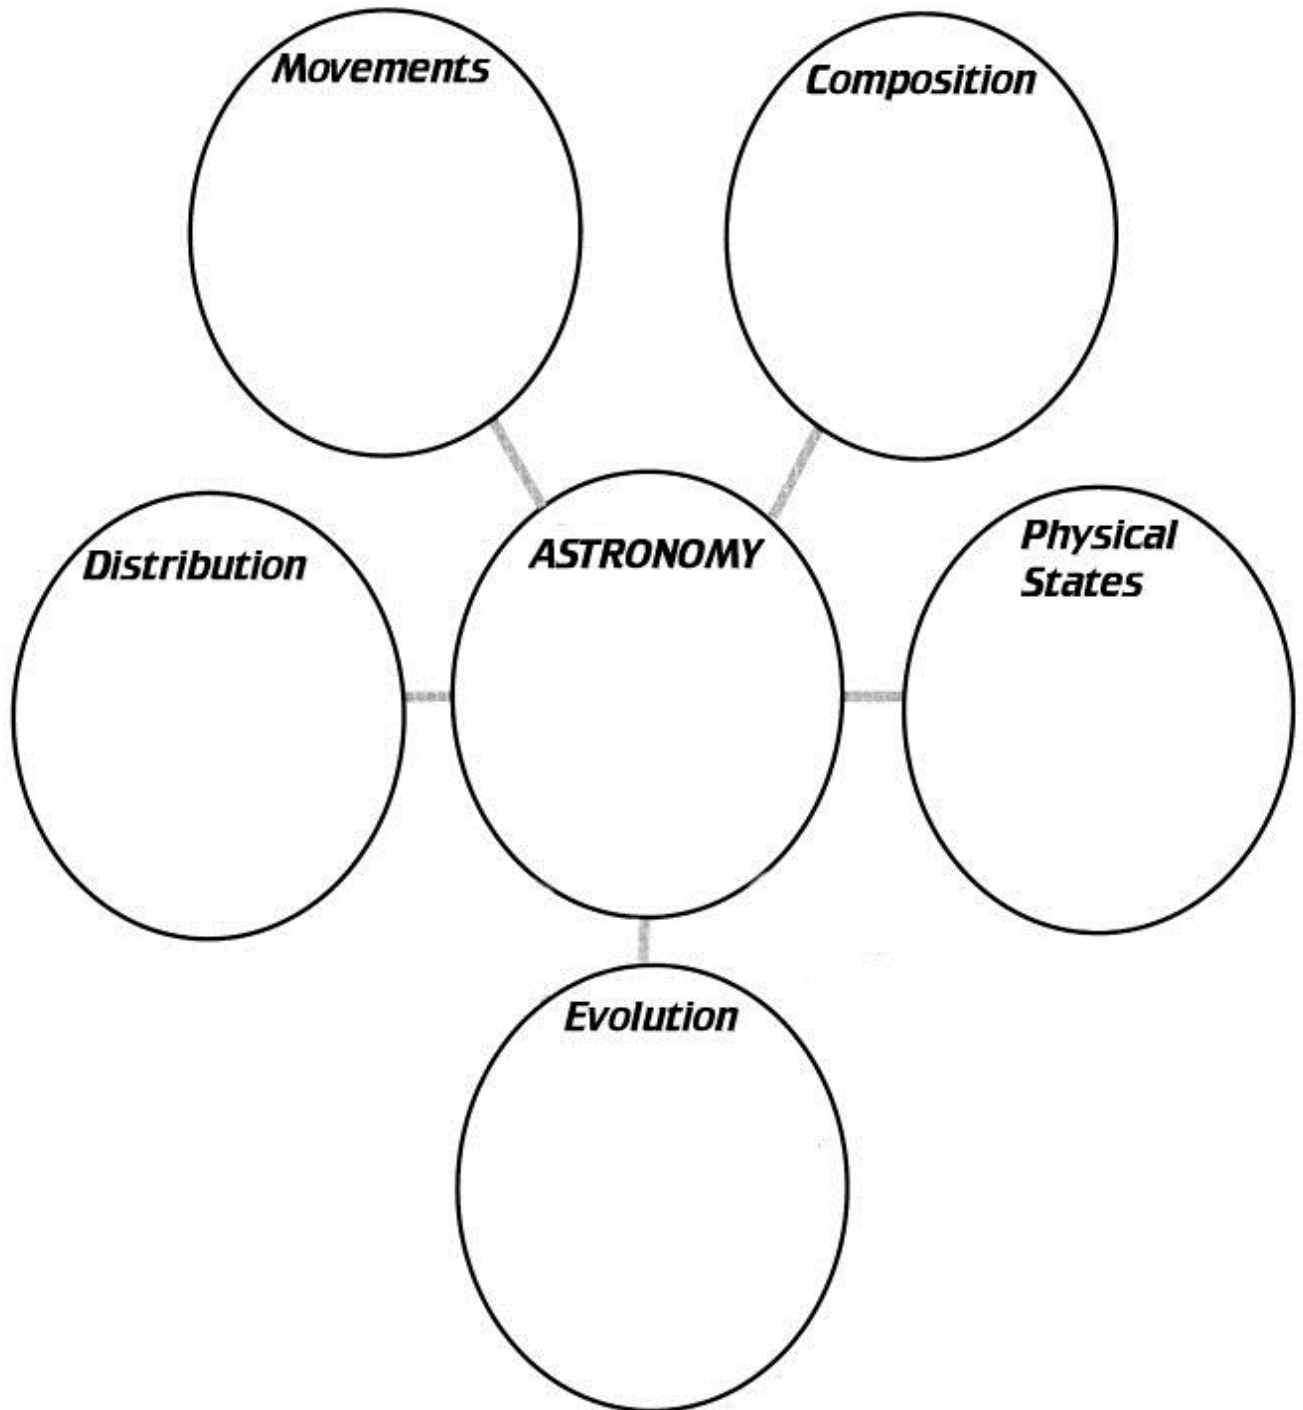 Movements
Composition
Distribution
ASTRONOMY
Physical
States
Evolution